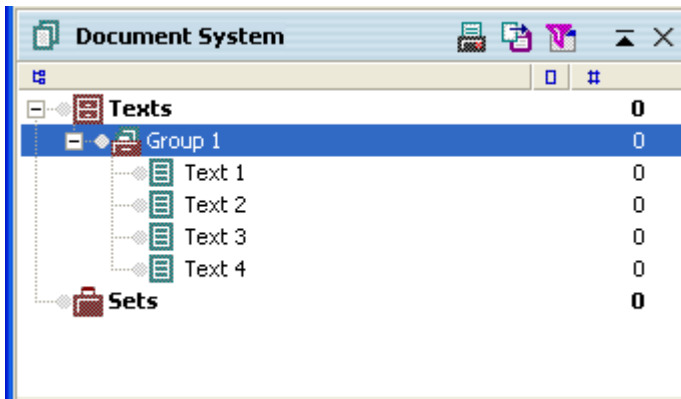 Document System
#
Texts 0
Group 1 0
Text 1 0
Text 2 0
Text 3 0
Text 4 0
Sets 0